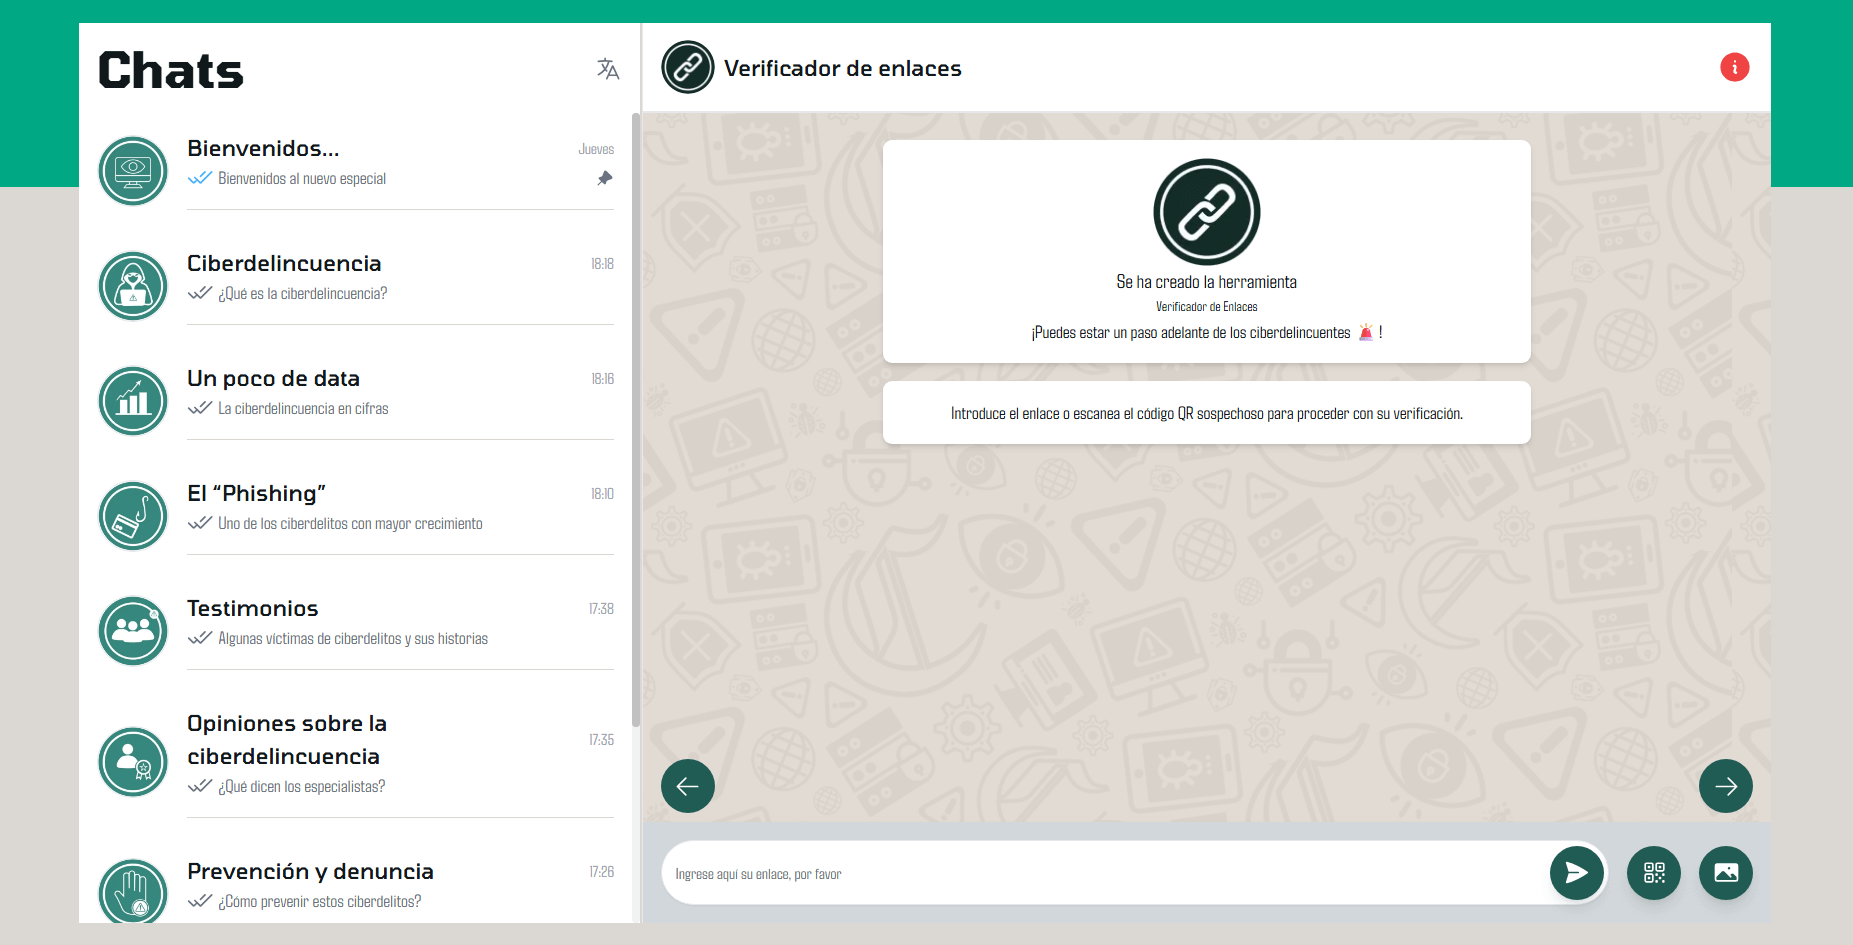 Chats
Bienvenidos...
Jueves
Bienvenidos al nuevo especial
Ciberdelincuencia
18:18
¿Qué es la ciberdelincuencia?
Un poco de data
18:16
La ciberdelincuencia en cifras
El “Phishing”
18:10
Uno de los ciberdelitos con mayor crecimiento
Testimonios
17:38
Algunas víctimas de ciberdelitos y sus historias
Opiniones sobre la
ciberdelincuencia
17:35
¿Qué dicen los especialistas?
Prevención y denuncia
17:26
¿Cómo prevenir estos ciberdelitos?
Verificador de enlaces
Se ha creado la herramienta
Verificador de Enlaces
¡Puedes estar un paso adelante de los ciberdelincuentes 🚨 !
Introduce el enlace o escanea el código QR sospechoso para proceder con su verificación.
Ingrese aquí su enlace, por favor